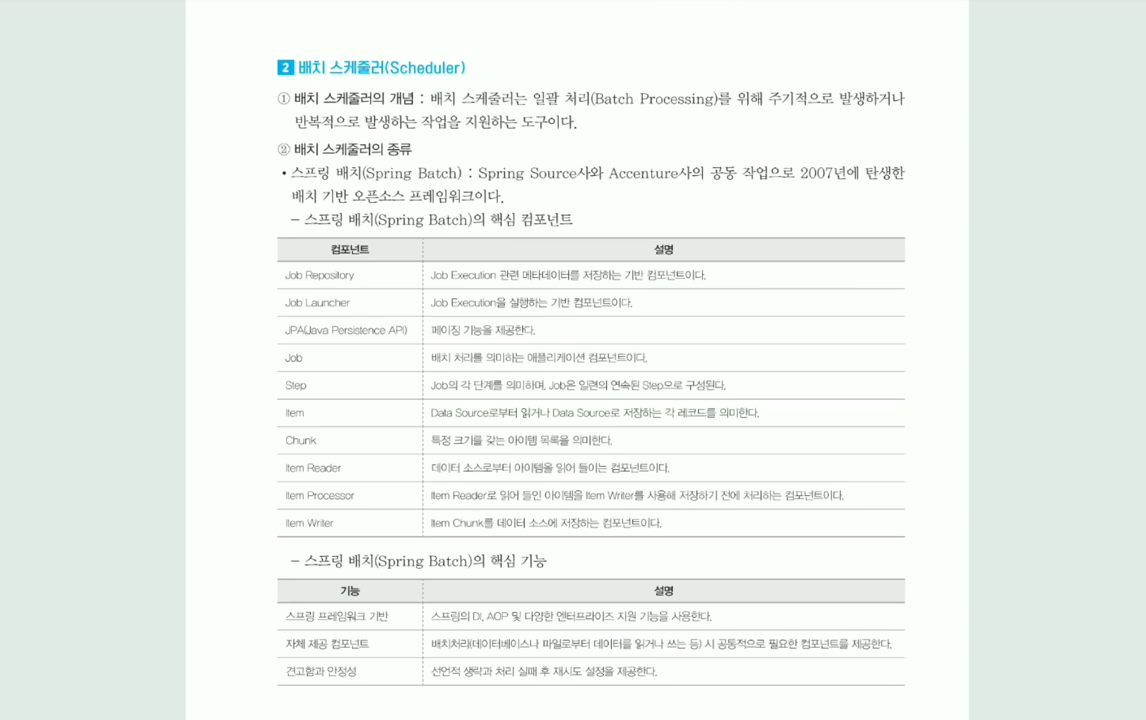 2 배치 스케줄러(Scheduler)
① 배치 스케줄러의 개념 : 배치 스케줄러는 일괄 처리(Batch Processing)를 위해 주기적으로 발생하거나
반복적으로 발생하는 작업을 지원하는 도구이다.
② 배치 스케줄러의 종류
• 스프링 배치(Spring Batch) : Spring Source사와 Accenture사의 공동 작업으로 2007년에 탄생한
배치 기반 오픈소스 프레임워크이다.
– 스프링 배치(Spring Batch)의 핵심 컴포넌트
컴포넌트 설명
Job Repository Job Execution 관련 메타데이터를 저장하는 기반 컴포넌트이다.
Job Launcher Job Execution을 실행하는 기반 컴포넌트이다.
JPA(Java Persistence API) 페이징 기능을 제공한다.
Job 배치 처리를 의미하는 애플리케이션 컴포넌트이다.
Step Job의 각 단계를 의미하며, Job은 일련의 연속된 Step으로 구성된다.
Item Data Source로부터 읽거나 Data Source로 저장하는 각 레코드를 의미한다.
Chunk 특정 크기를 갖는 아이템 목록을 의미한다.
Item Reader 데이터 소스로부터 아이템을 읽어 들이는 컴포넌트이다.
Item Processor Item Reader로 읽어 들인 아이템을 Item Writer를 사용해 저장하기 전에 처리하는 컴포넌트이다.
Item Writer Item Chunk를 데이터 소스에 저장하는 컴포넌트이다.
– 스프링 배치(Spring Batch)의 핵심 기능
기능 설명
스프링 프레임워크 기반 스프링의 DI, AOP 및 다양한 엔터프라이즈 지원 기능을 사용한다.
자체 제공 컴포넌트 배치처리(데이터베이스나 파일로부터 데이터를 읽거나 쓰는 등) 시 공통적으로 필요한 컴포넌트를 제공한다.
견고함과 안정성 선언적 생략과 처리 실패 후 재시도 설정을 제공한다.